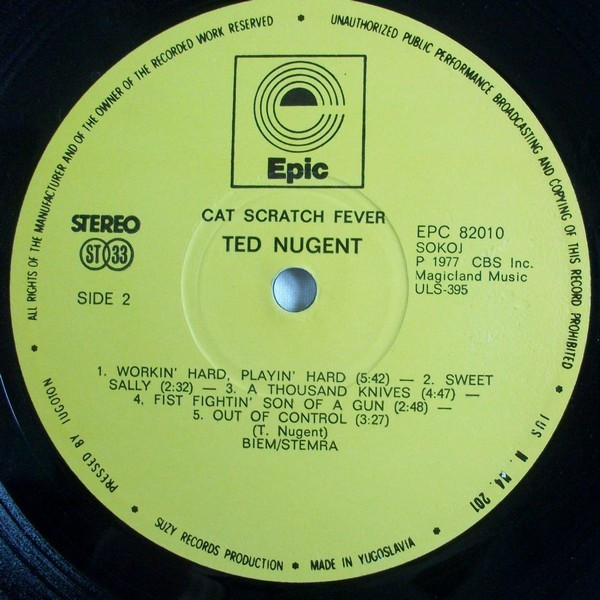 ALL RIGHTS OF THE MANUFACTURER AND OF THE OWNER OF THE RECORDED WORK RESERVED * UNAUTHORIZED PUBLIC PERFORMANCE BROADCASTING AND COPYING OF THIS RECORD PROHIBITED
Epic
CAT SCRATCH FEVER
TED NUGENT
STEREO
ST 33
SIDE 2
EPC 82010
SOKOJ
P 1977 CBS Inc.
Magicland Music
ULS-395
1. WORKIN' HARD, PLAYIN' HARD (5:42) — 2. SWEET
SALLY (2:32) — 3. A THOUSAND KNIVES (4:47) —
4. FIST FIGHTIN' SON OF A GUN (2:48) —
5. OUT OF CONTROL (3:27)
(T. Nugent)
BIEM/STEMRA
* PRESSED BY JUGOTON * SUZY RECORDS PRODUCTION * MADE IN YUGOSLAVIA * JUS N. N4. 201 *